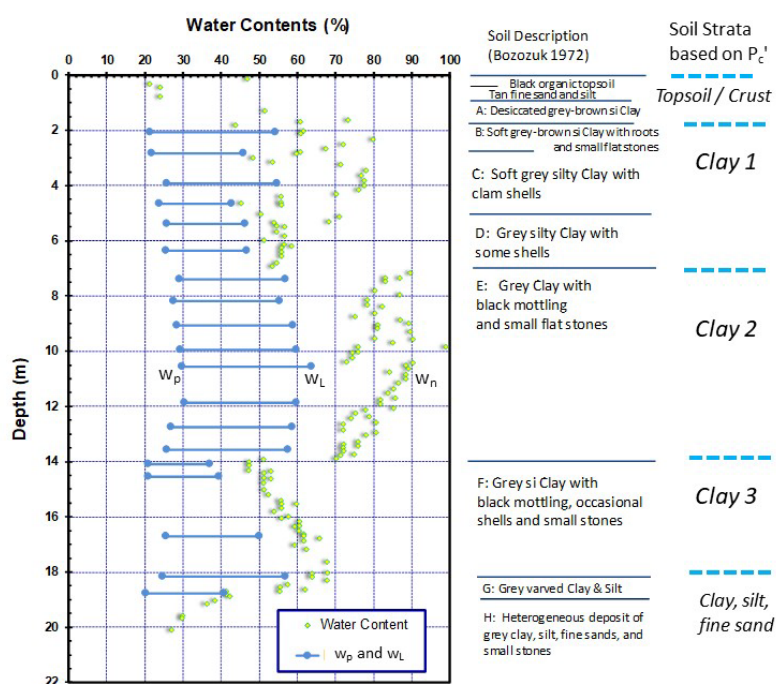 Water Contents (%)
0 10 20 30 40 50 60 70 80 90 100
Depth (m)
0
2
4
6
8
10
12
14
16
18
20
22
wp
wL
wn
Water Content
wp and wL
Soil Description
(Bozozuk 1972)
Black organic topsoil
Tan fine sand and silt
A: Desiccated grey-brown si Clay
B: Soft grey-brown si Clay with roots
and small flat stones
C: Soft grey silty Clay with
clam shells
D: Grey silty Clay with
some shells
E: Grey Clay with
black mottling
and small flat stones
F: Grey si Clay with
black mottling, occasional
shells and small stones
G: Grey varved Clay & Silt
H: Heterogeneous deposit of
grey clay, silt, fine sands, and
small stones
Soil Strata
based on Pc'
Topsoil / Crust
Clay 1
Clay 2
Clay 3
Clay, silt,
fine sand